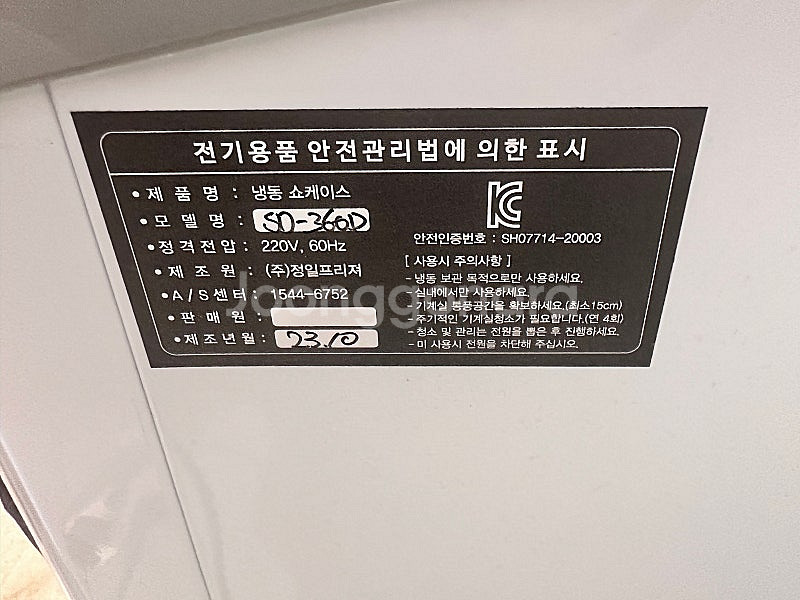 전기용품 안전관리법에 의한 표시
• 제 품 명 : 냉동 쇼케이스
• 모 델 명 : SD-360D
• 정격전압 : 220V, 60Hz
• 제 조 원 : (주)정일프리져
• A / S 센터 : 1544-6752
• 판 매 원 :
• 제조년월 : 23.10
안전인증번호 : SH07714-20003
[ 사용시 주의사항 ]
- 냉동 보관 목적으로만 사용하세요.
- 실내에서만 사용하세요.
- 기계실 통풍공간을 확보하세요.(최소15cm)
- 주기적인 기계실청소가 필요합니다.(연 4회)
- 청소 및 관리는 전원을 뽑은 후 진행하세요.
- 미 사용시 전원을 차단해 주십시오.
Joonggonara